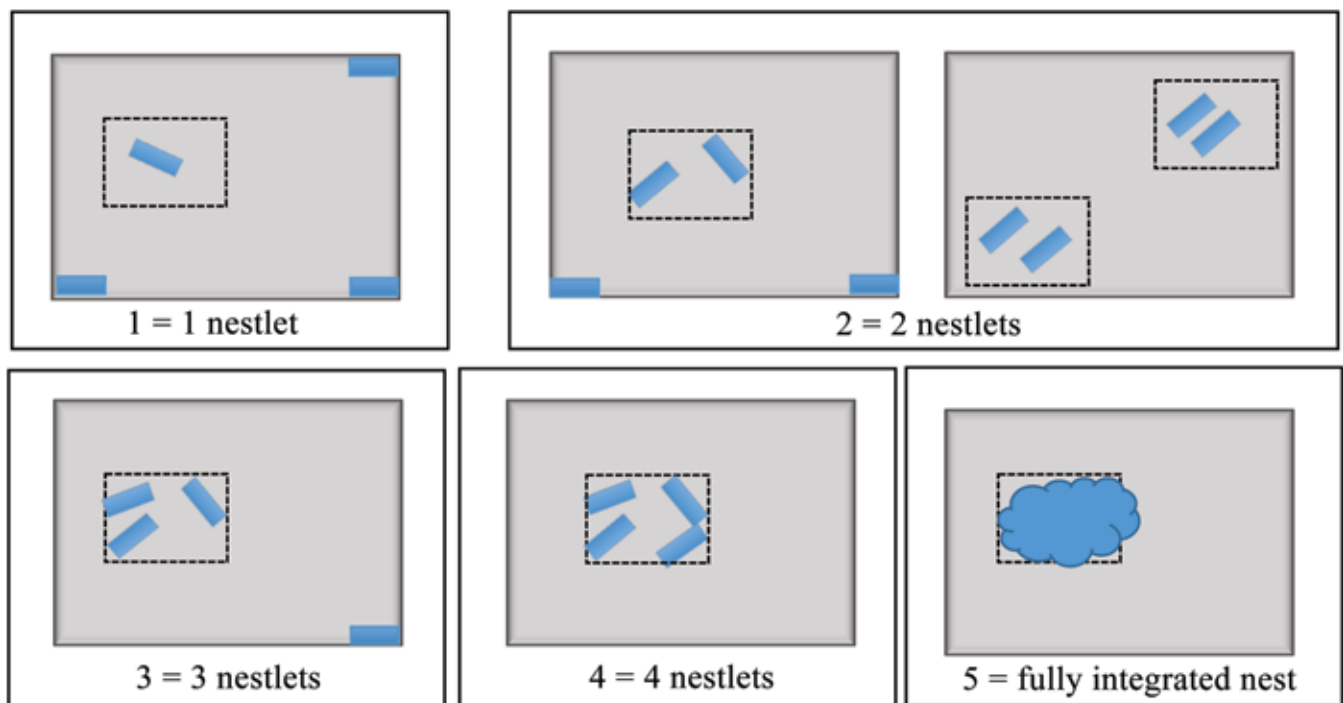 1 = 1 nestlet
2 = 2 nestlets
3 = 3 nestlets
4 = 4 nestlets
5 = fully integrated nest